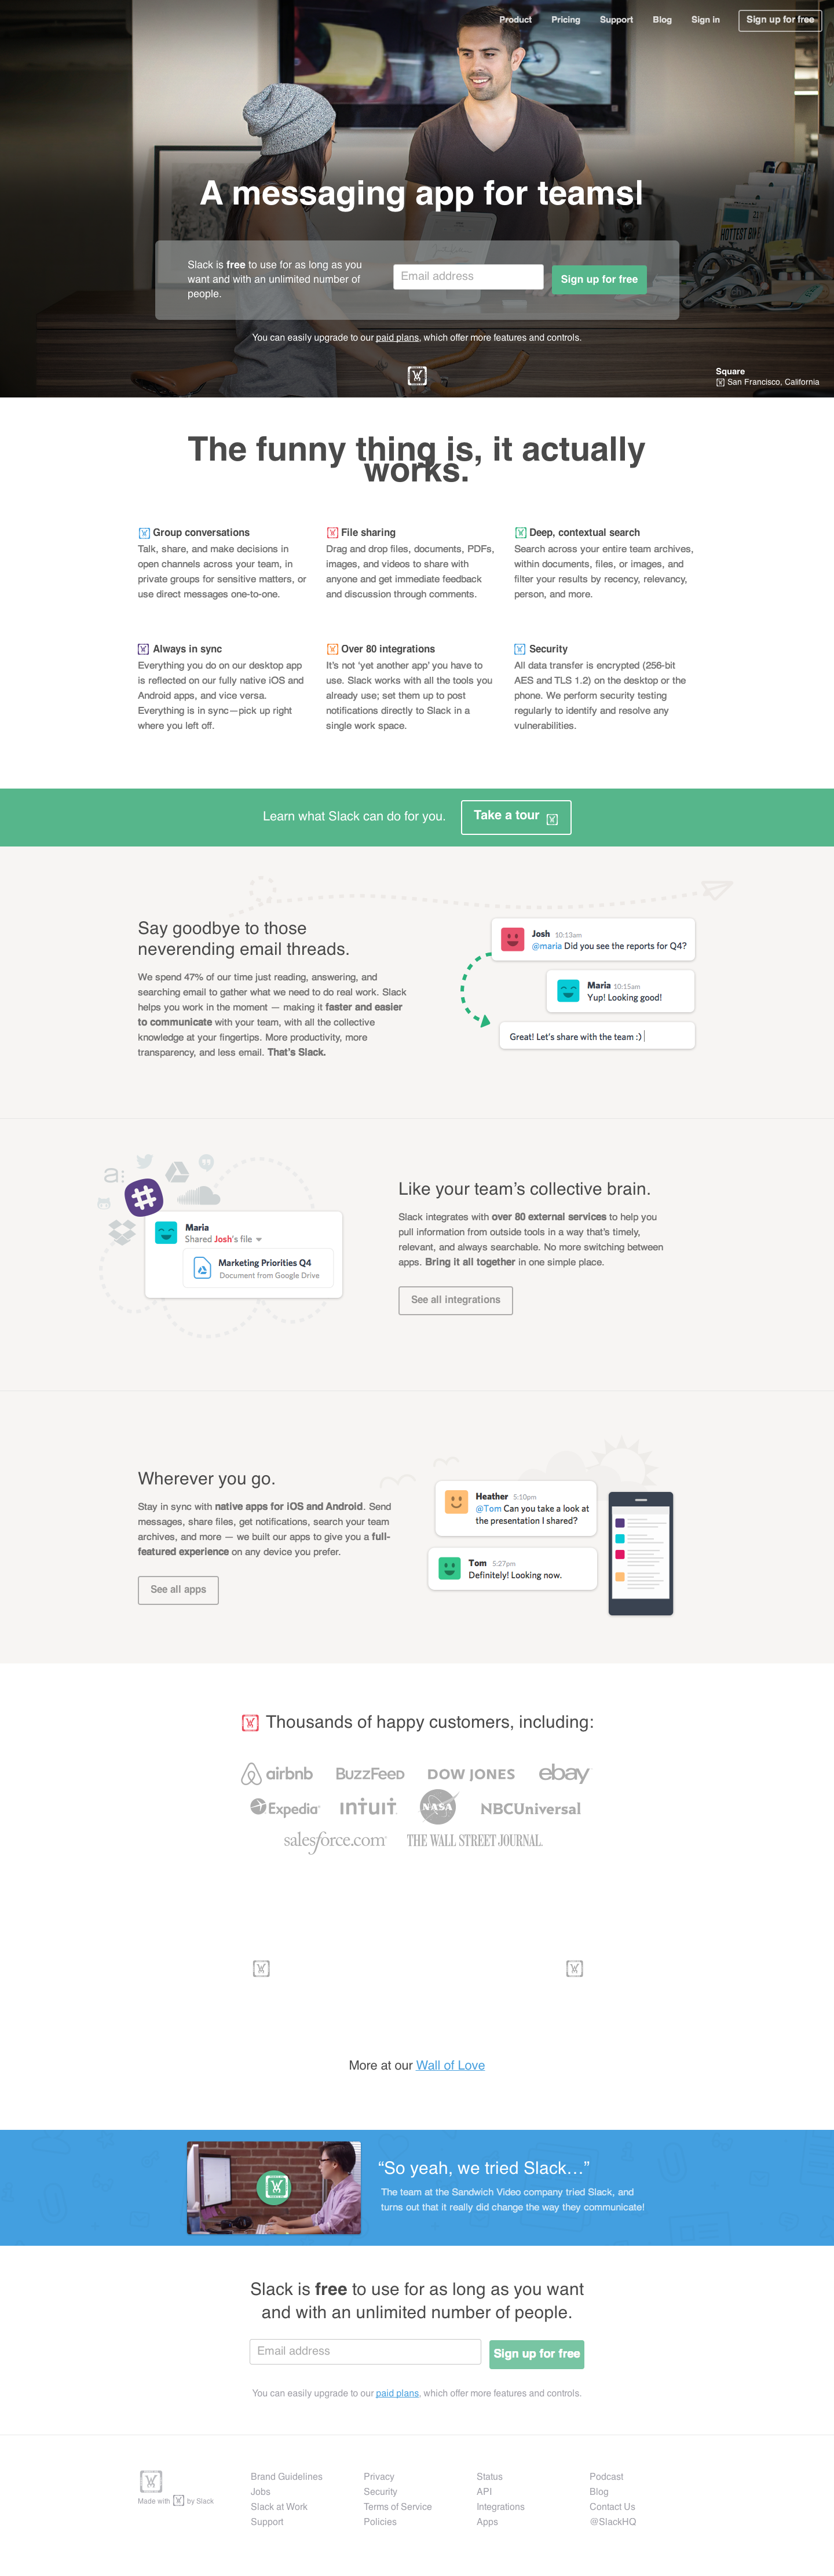 Product Pricing Support Blog Sign in Sign up for free
HOTTEST BIKE
A messaging app for teams!
Slack is free to use for as long as you
want and with an unlimited number of
people.
Email address
Sign up for free
You can easily upgrade to our paid plans, which offer more features and controls.
Square
San Francisco, California
The funny thing is, it actually
works.
Group conversations
Talk, share, and make decisions in
open channels across your team, in
private groups for sensitive matters, or
use direct messages one-to-one.
File sharing
Drag and drop files, documents, PDFs,
images, and videos to share with
anyone and get immediate feedback
and discussion through comments.
Deep, contextual search
Search across your entire team archives,
within documents, files, or images, and
filter your results by recency, relevancy,
person, and more.
Always in sync
Everything you do on our desktop app
is reflected on our fully native iOS and
Android apps, and vice versa.
Everything is in sync—pick up right
where you left off.
Over 80 integrations
It's not ‘yet another app’ you have to
use. Slack works with all the tools you
already use; set them up to post
notifications directly to Slack in a
single work space.
Security
All data transfer is encrypted (256-bit
AES and TLS 1.2) on the desktop or the
phone. We perform security testing
regularly to identify and resolve any
vulnerabilities.
Learn what Slack can do for you.
Take a tour
Say goodbye to those
neverending email threads.
We spend 47% of our time just reading, answering, and
searching email to gather what we need to do real work. Slack
helps you work in the moment — making it faster and easier
to communicate with your team, with all the collective
knowledge at your fingertips. More productivity, more
transparency, and less email. That's Slack.
Josh 10:13am
@maria Did you see the reports for Q4?
Maria 10:15am
Yup! Looking good!
Great! Let's share with the team :)
a:
Maria
Shared Josh's file
Marketing Priorities Q4
Document from Google Drive
Like your team's collective brain.
Slack integrates with over 80 external services to help you
pull information from outside tools in a way that's timely,
relevant, and always searchable. No more switching between
apps. Bring it all together in one simple place.
See all integrations
Wherever you go.
Stay in sync with native apps for iOS and Android. Send
messages, share files, get notifications, search your team
archives, and more — we built our apps to give you a full-
featured experience on any device you prefer.
See all apps
Heather 5:10pm
@Tom Can you take a look at
the presentation I shared?
Tom 5:27pm
Definitely! Looking now.
Thousands of happy customers, including:
airbnb BuzzFeed DOW JONES ebay
Expedia INTUIT NASA NBCUniversal
salesforce.com THE WALL STREET JOURNAL.
More at our Wall of Love
“So yeah, we tried Slack…”
The team at the Sandwich Video company tried Slack, and
turns out that it really did change the way they communicate!
Slack is free to use for as long as you want
and with an unlimited number of people.
Email address
Sign up for free
You can easily upgrade to our paid plans, which offer more features and controls.
Made with by Slack
Brand Guidelines
Jobs
Slack at Work
Support
Privacy
Security
Terms of Service
Policies
Status
API
Integrations
Apps
Podcast
Blog
Contact Us
@SlackHQ